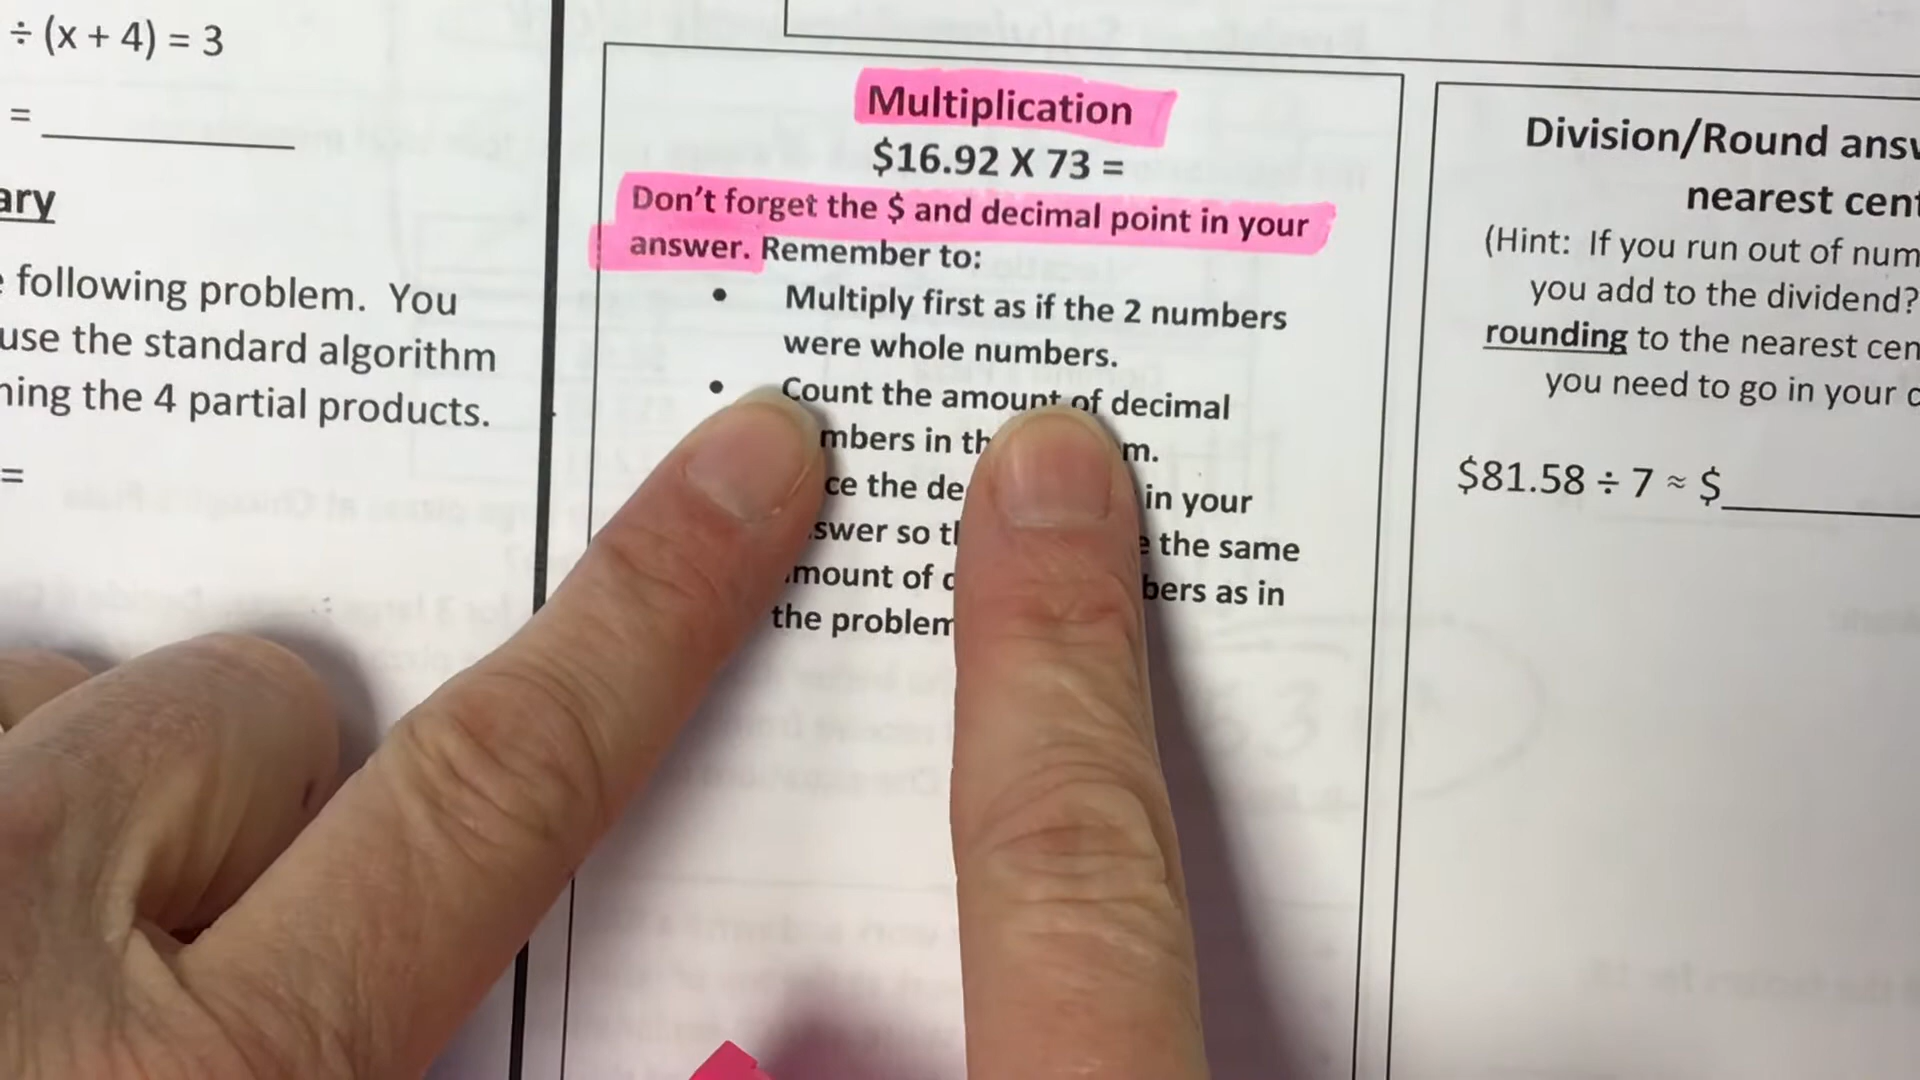 ÷ (x + 4) = 3
=
ary
following problem. You
use the standard algorithm
the 4 partial products.
=
Multiplication
$16.92 X 73 =
Don't forget the $ and decimal point in your
answer. Remember to:
• Multiply first as if the 2 numbers
were whole numbers.
• Count the amount of decimal
mbers in th m.
ce the de in your
swer so th e the same
mount of d bers as in
the problem
Division/Round answ
nearest cent
(Hint: If you run out of num
you add to the dividend?
rounding to the nearest cen
you need to go in your
$81.58 ÷ 7 ≈ $